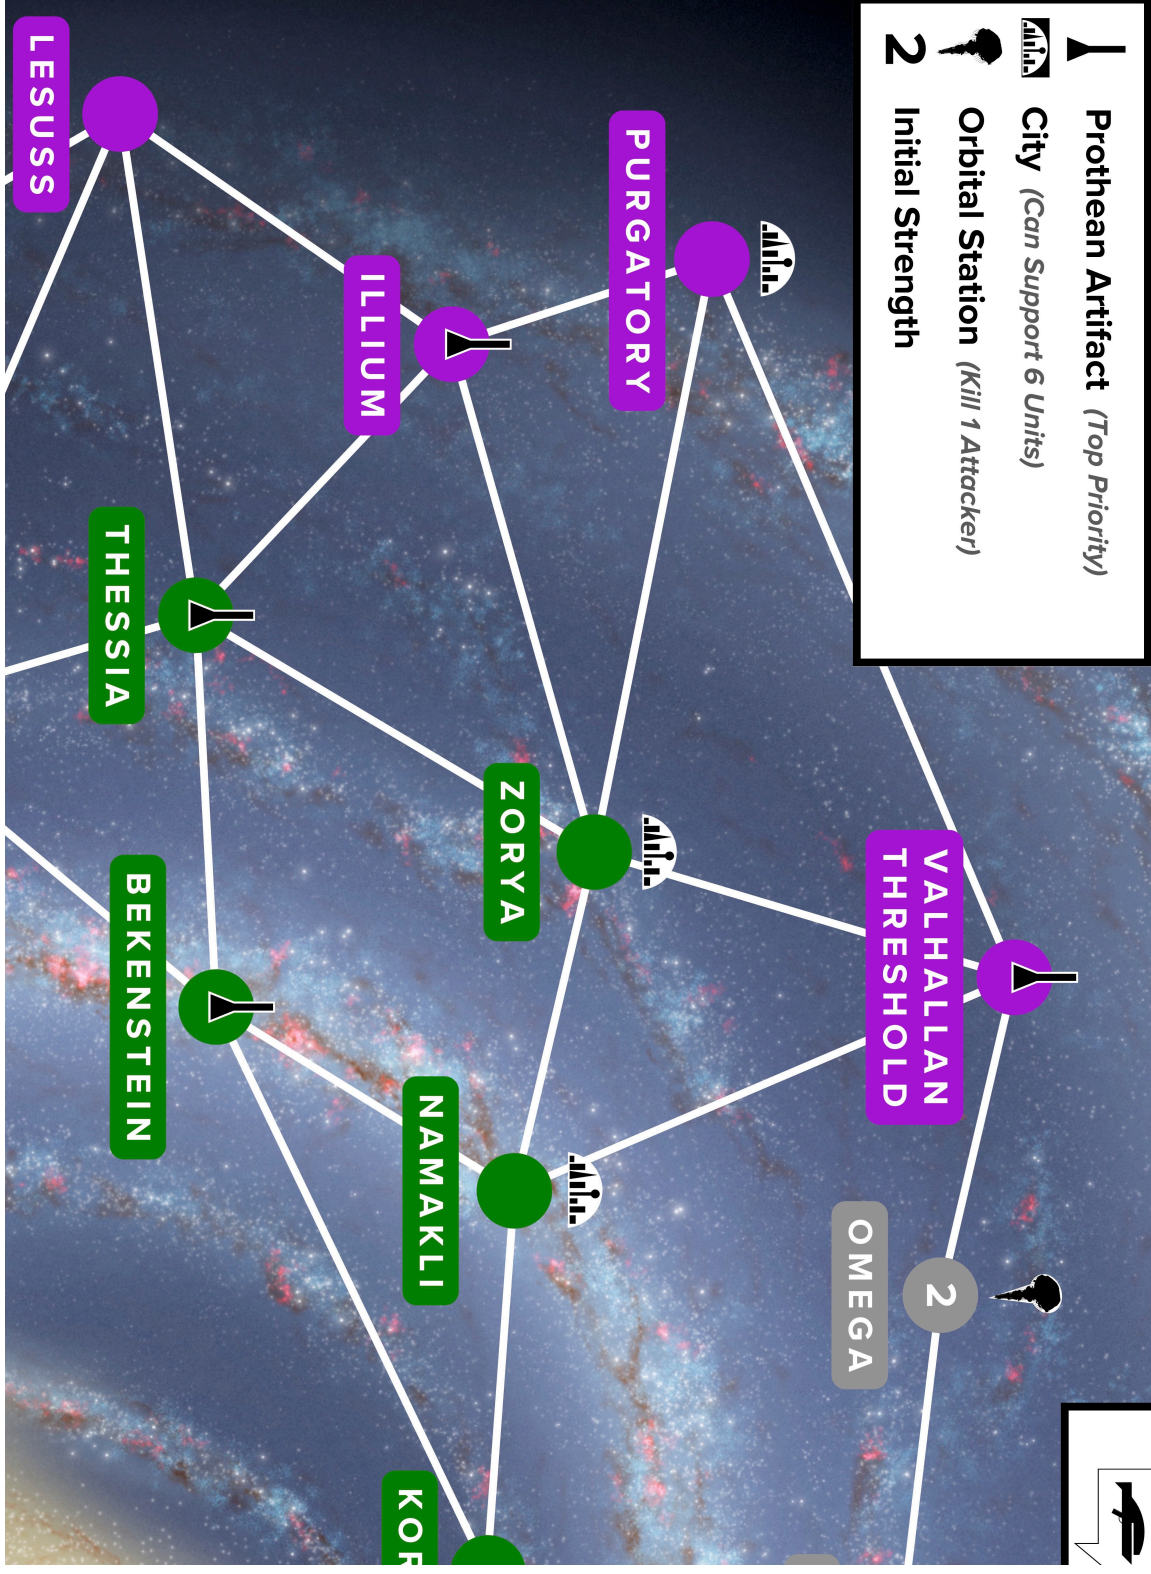 Prothean Artifact (Top Priority)
City (Can Support 6 Units)
Orbital Station (Kill 1 Attacker)
2 Initial Strength
PURGATORY
LESUSS
ILLIUM
THESSIA
ZORYA
VALHALLAN
THRESHOLD
BEKENSTEIN
NAMAKLI
OMEGA
2
KOR